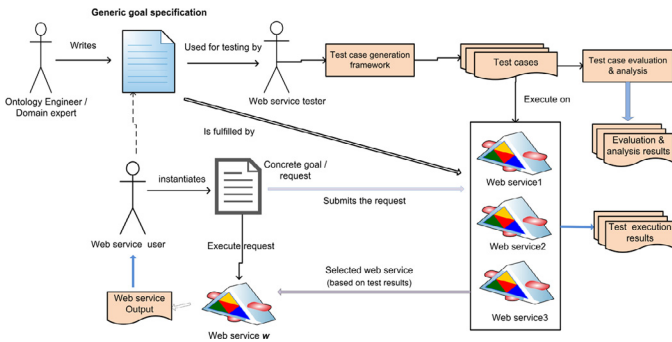 Generic goal specification
Writes
Used for testing by
Test case generation
framework
Test cases
Test case evaluation
& analysis
Ontology Engineer /
Domain expert
Web service tester
Execute on
Is fulfilled by
Evaluation &
analysis results
Concrete goal /
request
instantiates
Web service1
Submits the request
Web service user
Execute request
Web service2
Test execution
results
Selected web service
(based on test results)
Web service
Output
Web service3
Web service w